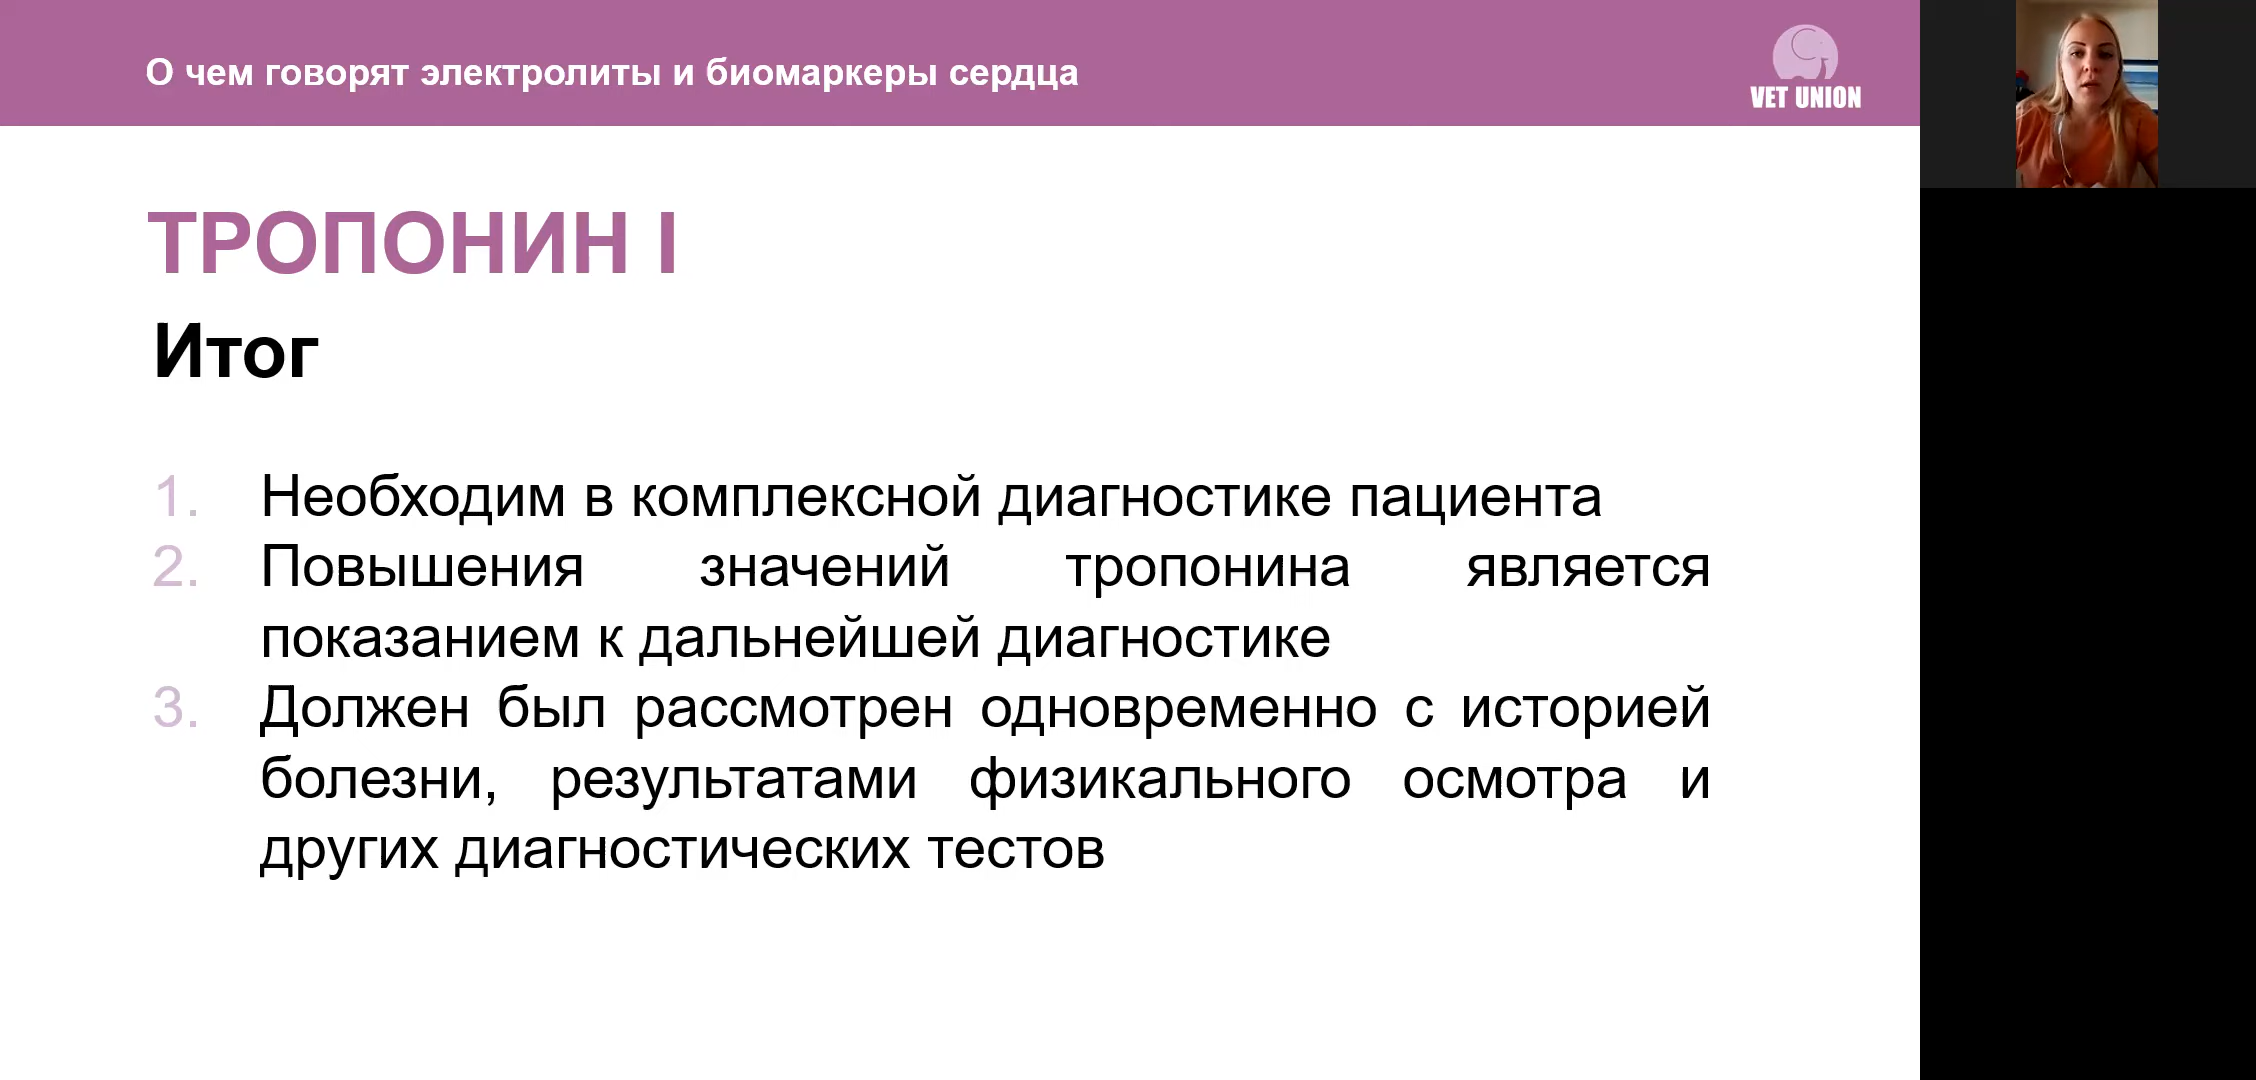 О чем говорят электролиты и биомаркеры сердца
VET UNION
ТРОПОНИН I
Итог
1. Необходим в комплексной диагностике пациента
2. Повышения значений тропонина является
показанием к дальнейшей диагностике
3. Должен был рассмотрен одновременно с историей
болезни, результатами физикального осмотра и
других диагностических тестов